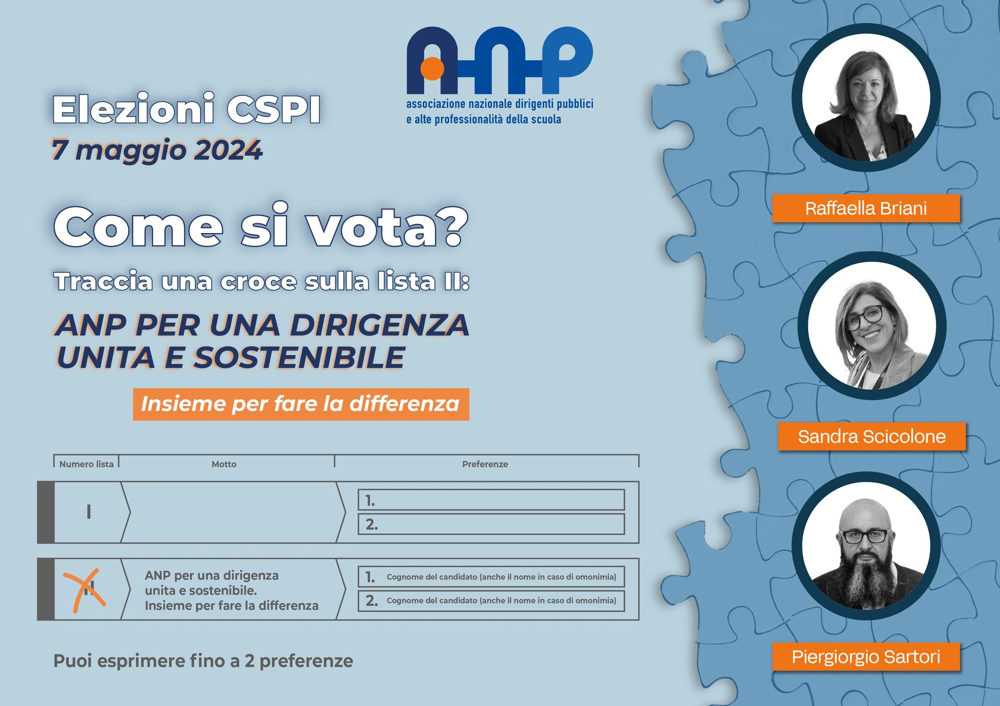 anp
associazione nazionale dirigenti pubblici
e alte professionalità della scuola
Elezioni CSPI
7 maggio 2024
Come si vota?
Traccia una croce sulla lista II:
ANP PER UNA DIRIGENZA
UNITA E SOSTENIBILE
Insieme per fare la differenza
Numero lista Motto Preferenze
I
1.
2.
II
ANP per una dirigenza
unita e sostenibile.
Insieme per fare la differenza
1. Cognome del candidato (anche il nome in caso di omonimia)
2. Cognome del candidato (anche il nome in caso di omonimia)
Puoi esprimere fino a 2 preferenze
Raffaella Briani
Sandra Scicolone
Piergiorgio Sartori